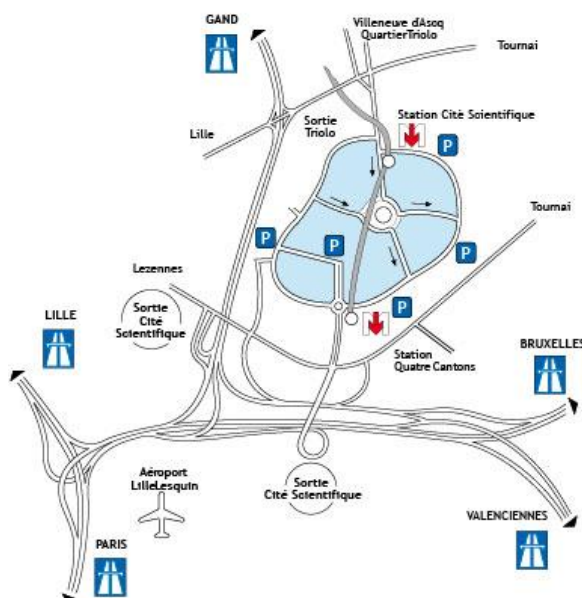 GAND
Villeneuve d'Ascq
QuartierTriolo
Tournai
Station Cité Scientifique
Sortie
Triolo
Lille
P
Tournai
P
P
P
P
Lezennes
Sortie
Cité
Scientifique
P
LILLE
Station
Quatre Cantons
BRUXELLES
Aéroport
LilleLesquin
Sortie
Cité Scientifique
VALENCIENNES
PARIS